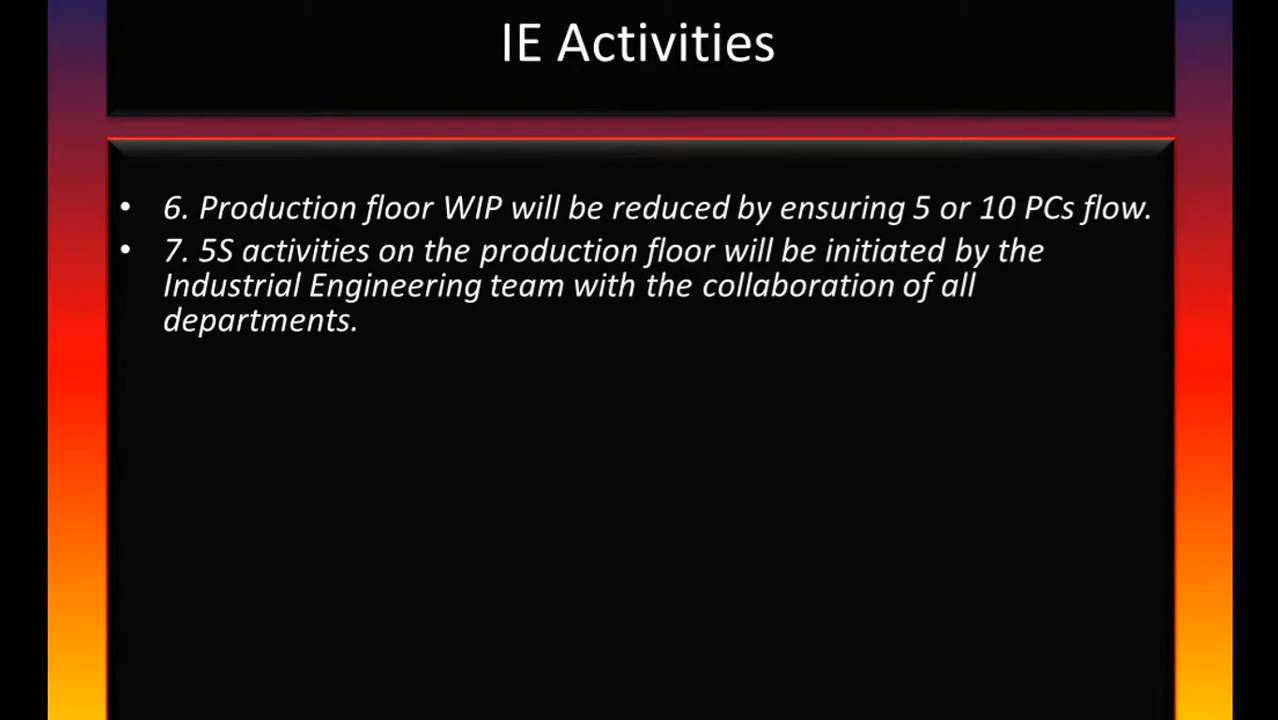 IE Activities
• 6. Production floor WIP will be reduced by ensuring 5 or 10 PCs flow.
• 7. 5S activities on the production floor will be initiated by the
Industrial Engineering team with the collaboration of all
departments.